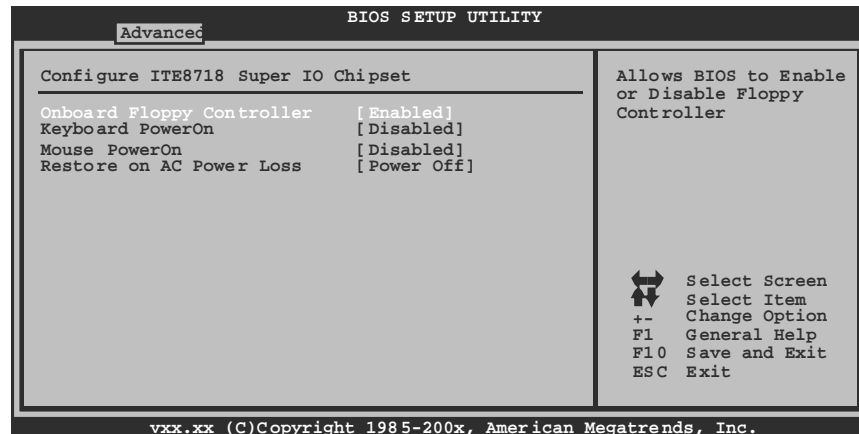 BIOS SETUP UTILITY
Advanced
Configure ITE8718 Super IO Chipset
Onboard Floppy Controller [Enabled]
Keyboard PowerOn [Disabled]
Mouse PowerOn [Disabled]
Restore on AC Power Loss [Power Off]
Allows BIOS to Enable
or Disable Floppy
Controller
Select Screen
Select Item
+- Change Option
F1 General Help
F10 Save and Exit
ESC Exit
vxx.xx (C)Copyright 1985-200x, American Megatrends, Inc.